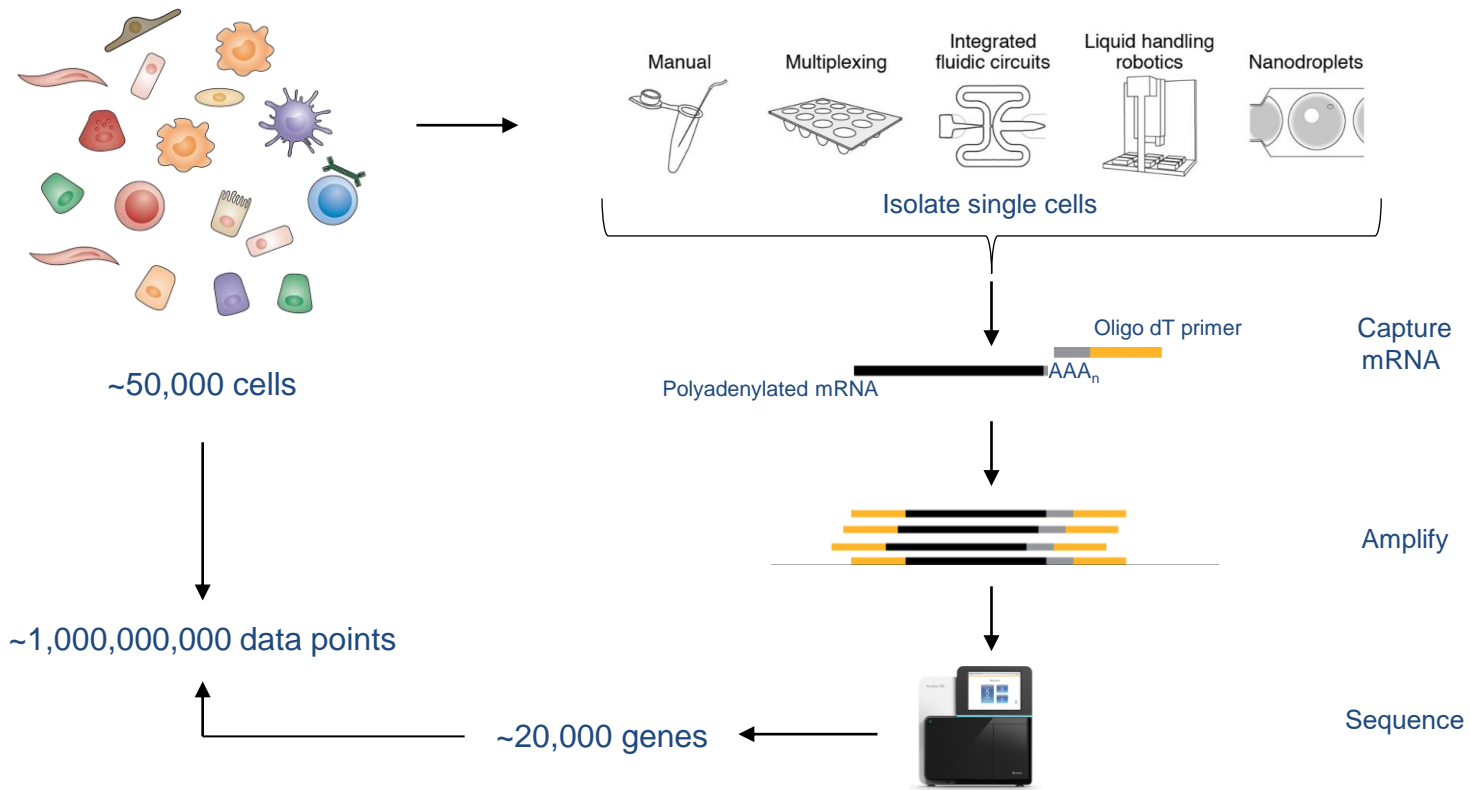 Manual
Multiplexing
Integrated
fluidic circuits
Liquid handling
robotics
Nanodroplets
Isolate single cells
Oligo dT primer
Capture
mRNA
Polyadenylated mRNA
AAAn
~50,000 cells
Amplify
~1,000,000,000 data points
~20,000 genes
Sequence